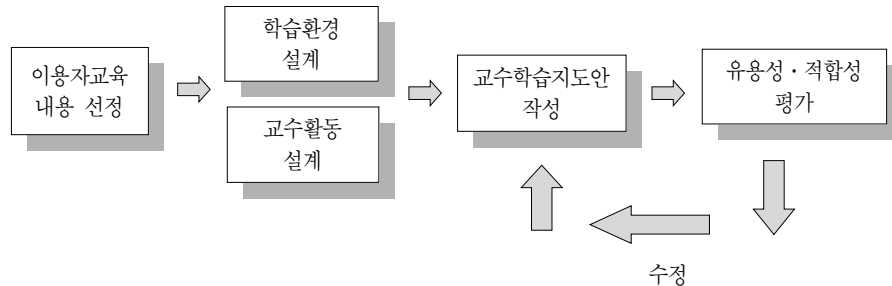 이용자교육
내용 선정
학습환경
설계
교수활동
설계
교수학습지도안
작성
유용성·적합성
평가
수정